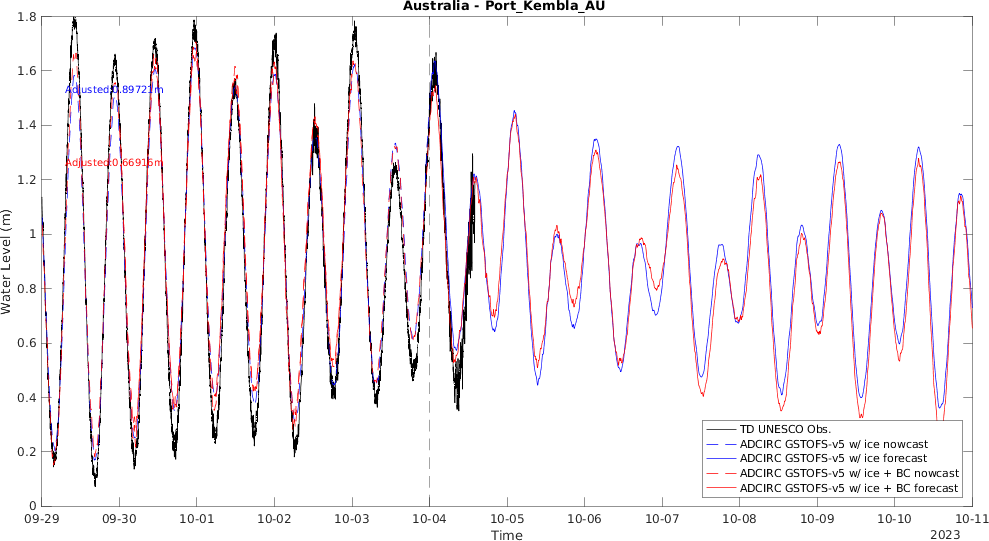 Australia - Port_Kembla_AU
1.8
1.6
1.4
1.2
1
0.8
0.6
0.4
0.2
0
Water Level (m)
Adjusted:0.89721m
Adjusted:0.66915m
TD UNESCO Obs.
ADCIRC GSTOFS-v5 w/ ice nowcast
ADCIRC GSTOFS-v5 w/ ice forecast
ADCIRC GSTOFS-v5 w/ ice + BC nowcast
ADCIRC GSTOFS-v5 w/ ice + BC forecast
09-29 09-30 10-01 10-02 10-03 10-04 10-05 10-06 10-07 10-08 10-09 10-10 10-11
Time
2023